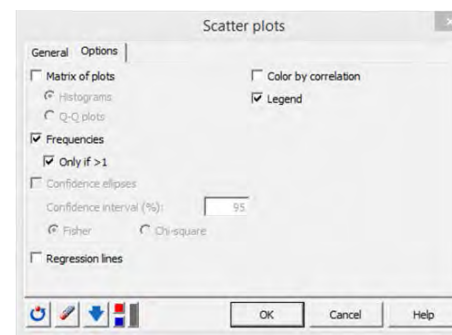 Scatter plots
General Options
Matrix of plots
Histograms
Q-Q plots
Frequencies
Only if >1
Confidence elipses
Confidence interval (%): 95
Fisher Chi-square
Regression lines
Color by correlation
Legend
OK Cancel Help